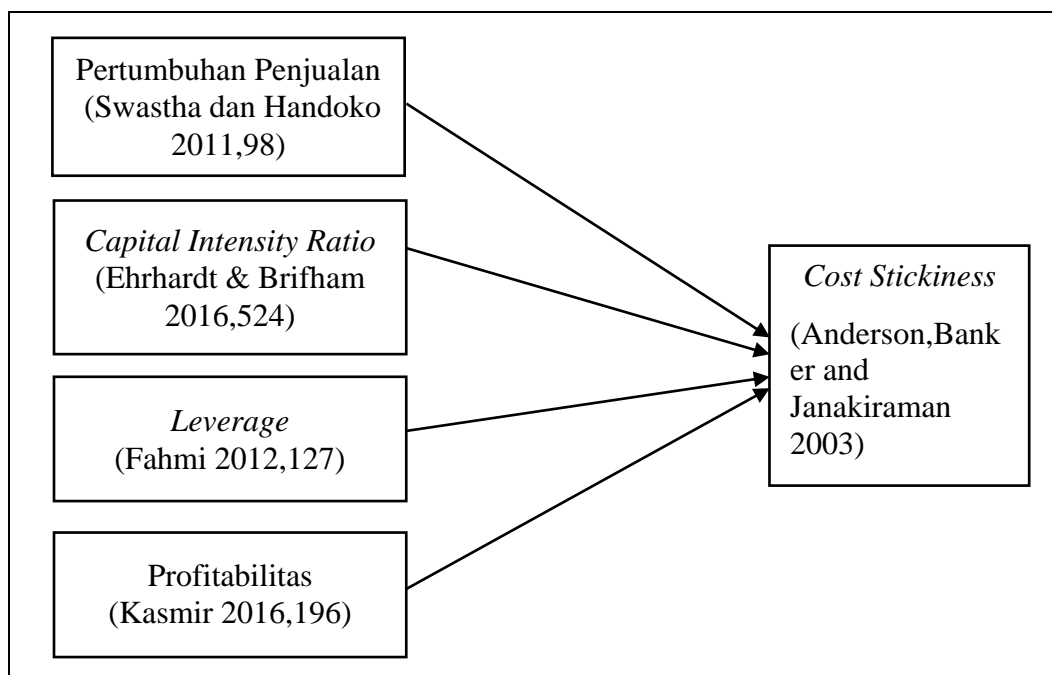 Pertumbuhan Penjualan
(Swastha dan Handoko
2011,98)
Capital Intensity Ratio
(Ehrhardt & Brifham
2016,524)
Leverage
(Fahmi 2012,127)
Profitabilitas
(Kasmir 2016,196)
Cost Stickiness
(Anderson,Bank
er and
Janakiraman
2003)